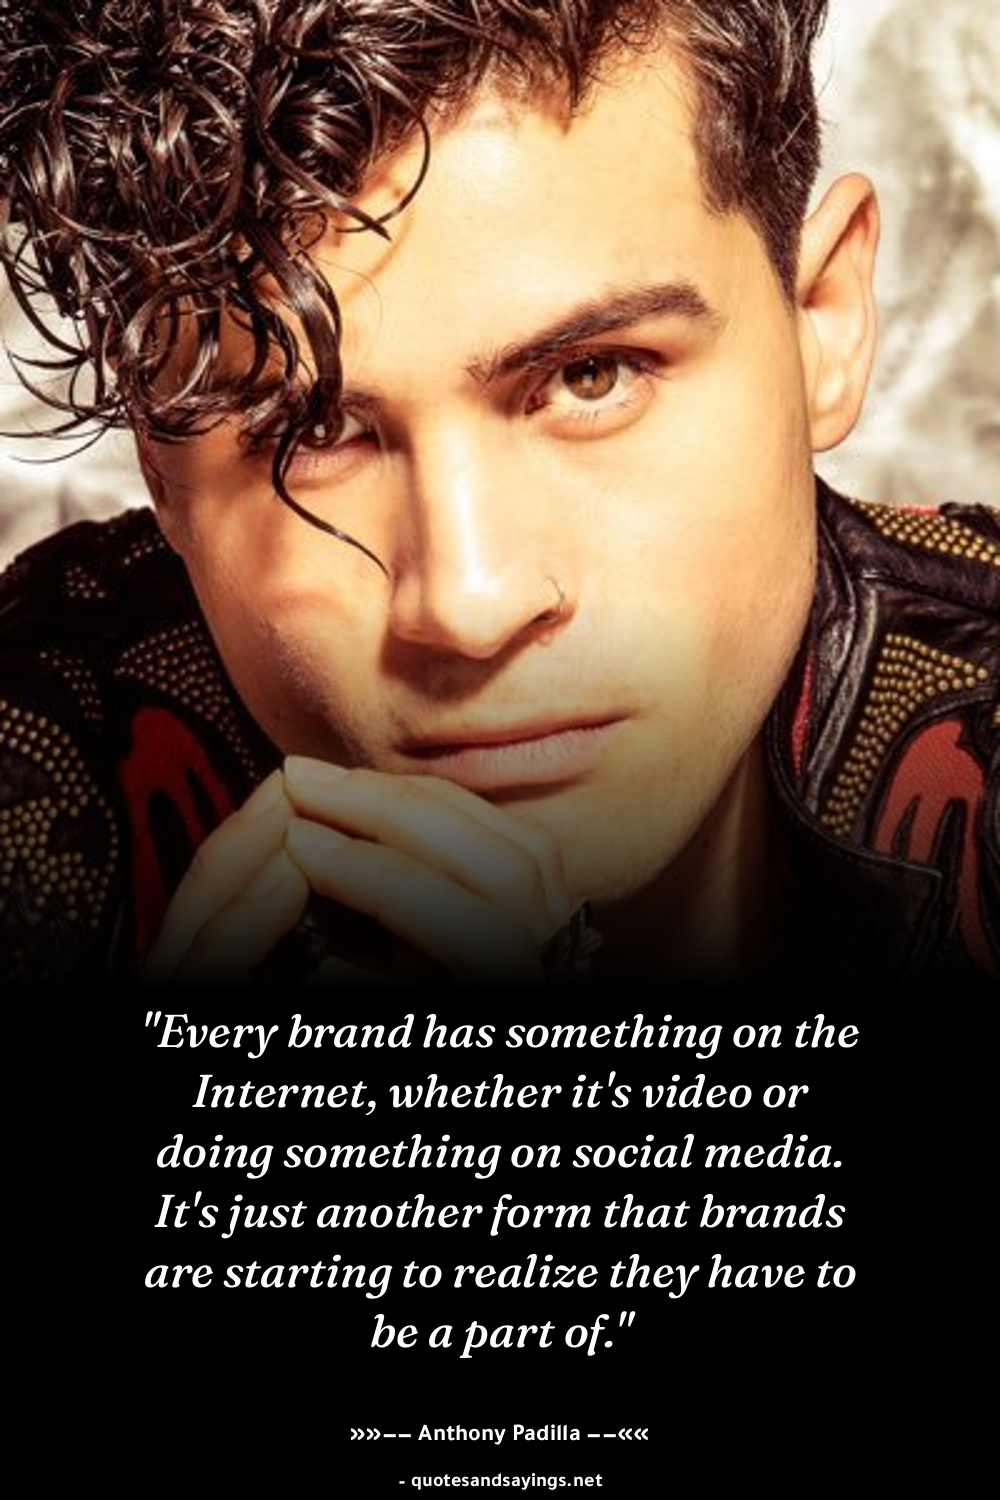 "Every brand has something on the
Internet, whether it's video or
doing something on social media.
It's just another form that brands
are starting to realize they have to
be a part of."
»»–– Anthony Padilla ––««
- quotesandsayings.net